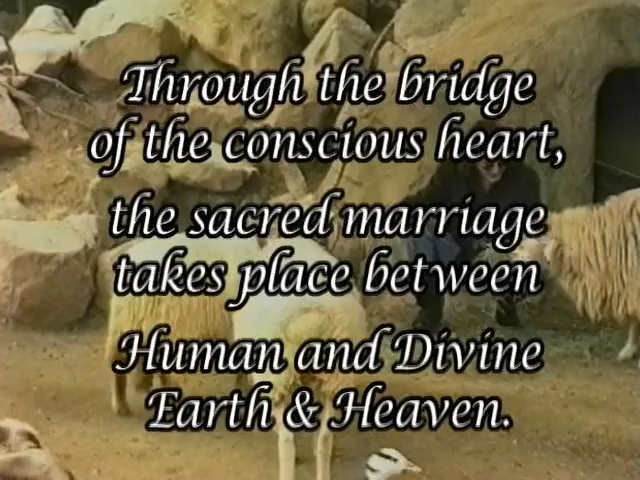 Through the bridge
of the conscious heart,
the sacred marriage
takes place between
Human and Divine
Earth & Heaven.